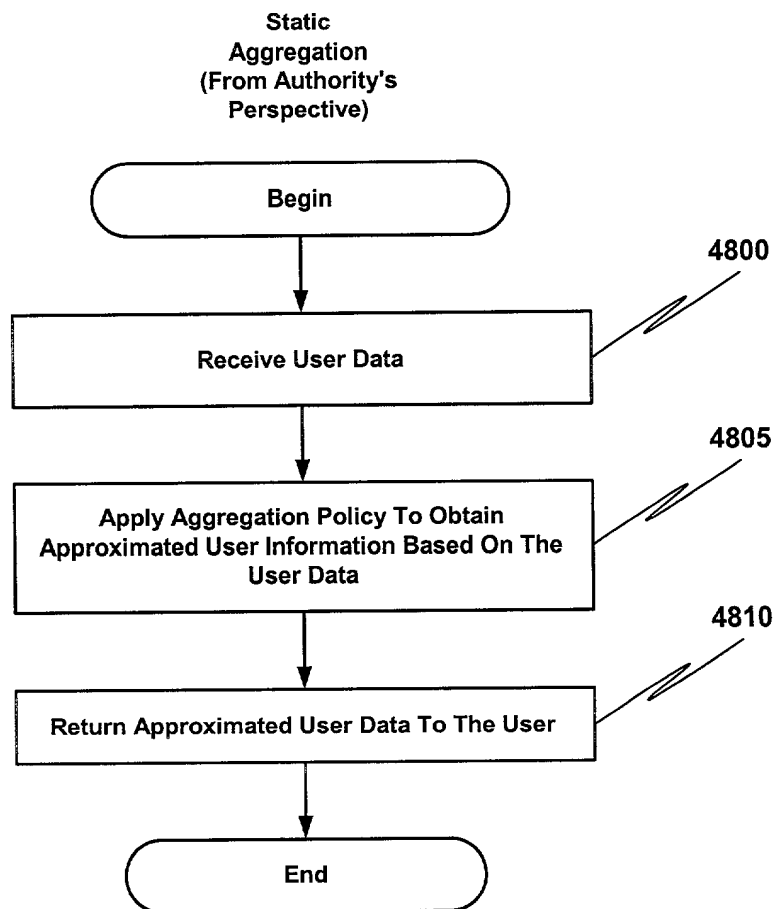 Static
Aggregation
(From Authority's
Perspective)
Begin
4800
Receive User Data
4805
Apply Aggregation Policy To Obtain
Approximated User Information Based On The
User Data
4810
Return Approximated User Data To The User
End